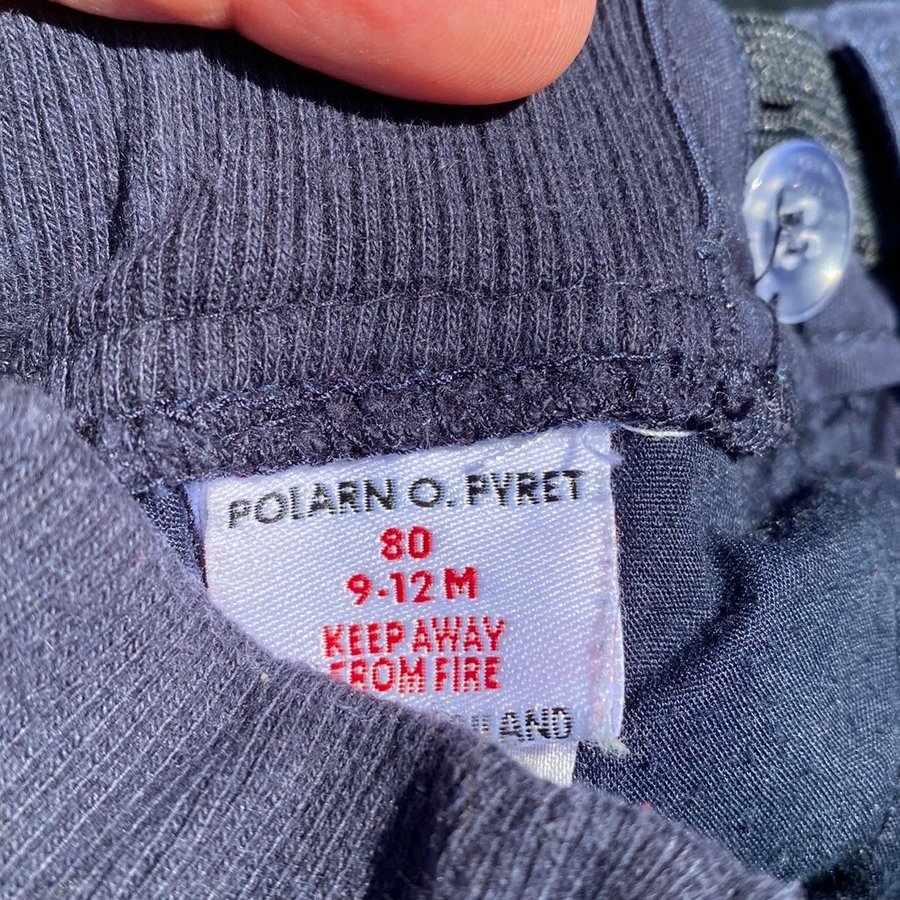 POLARN O. PYRET
80
9-12 M
KEEP AWAY
FROM FIRE